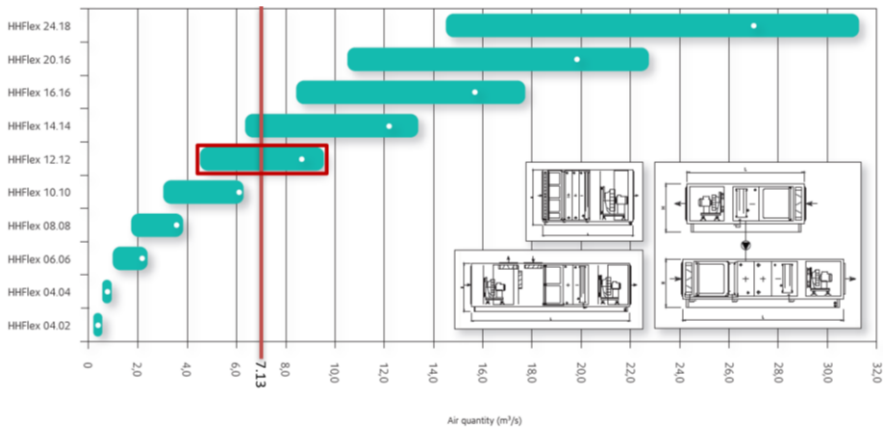 HHFlex 24.18
HHFlex 20.16
HHFlex 16.16
HHFlex 14.14
HHFlex 12.12
HHFlex 10.10
HHFlex 08.08
HHFlex 06.06
HHFlex 04.04
HHFlex 04.02
0 2,0 4,0 6,0 7.13 8,0 10,0 12,0 14,0 16,0 18,0 20,0 22,0 24,0 26,0 28,0 30,0 32,0
Air quantity (m³/s)